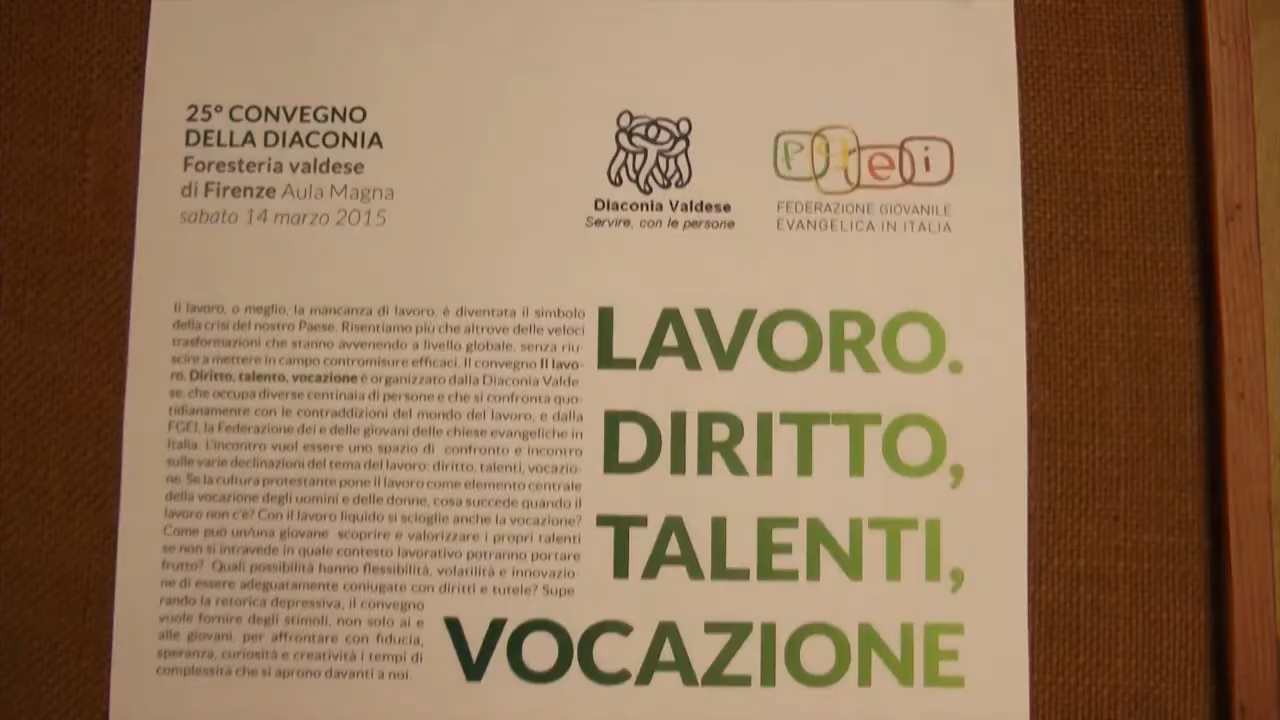 25° CONVEGNO
DELLA DIACONIA
Foresteria valdese
di Firenze Aula Magna
sabato 14 marzo 2015
Diaconia Valdese
Servire, con le persone
fgei
FEDERAZIONE GIOVANILE
EVANGELICA IN ITALIA
Il lavoro, o meglio, la mancanza di lavoro, è diventata il simbolo
della crisi del nostro Paese. Risentiamo più che altrove delle veloci
trasformazioni che stanno avvenendo a livello globale, senza riu-
scire a mettere in campo contromisure efficaci. Il convegno Il lavo-
ro. Diritto, talento, vocazione è organizzato dalla Diaconia Valde
se, che occupa diverse centinaia di persone e che si confronta quo-
tidianamente con le contraddizioni del mondo del lavoro, e dalla
FGEI, la Federazione dei e delle giovani delle chiese evangeliche in
Italia. L'incontro vuol essere uno spazio di confronto e incontro
sulle varie declinazioni del tema del lavoro: diritto, talenti, vocazio-
ne. Se la cultura protestante pone il lavoro come elemento centrale
della vocazione degli uomini e delle donne, cosa succede quando il
lavoro non c'è? Con il lavoro liquido si scioglie anche la vocazione?
Come può un/una giovane scoprire e valorizzare i propri talenti
se non si intravede in quale contesto lavorativo potranno portare
frutto? Quali possibilità hanno flessibilità, volatilità e innovazio-
ne di essere adeguatamente coniugate con diritti e tutele? Supe
rando la retorica depressiva, il convegno
vuole fornire degli stimoli, non solo ai e
alle giovani, per affrontare con fiducia,
speranza, curiosità e creatività i tempi di
complessità che si aprono davanti a noi.
LAVORO.
DIRITTO,
TALENTI,
VOCAZIONE